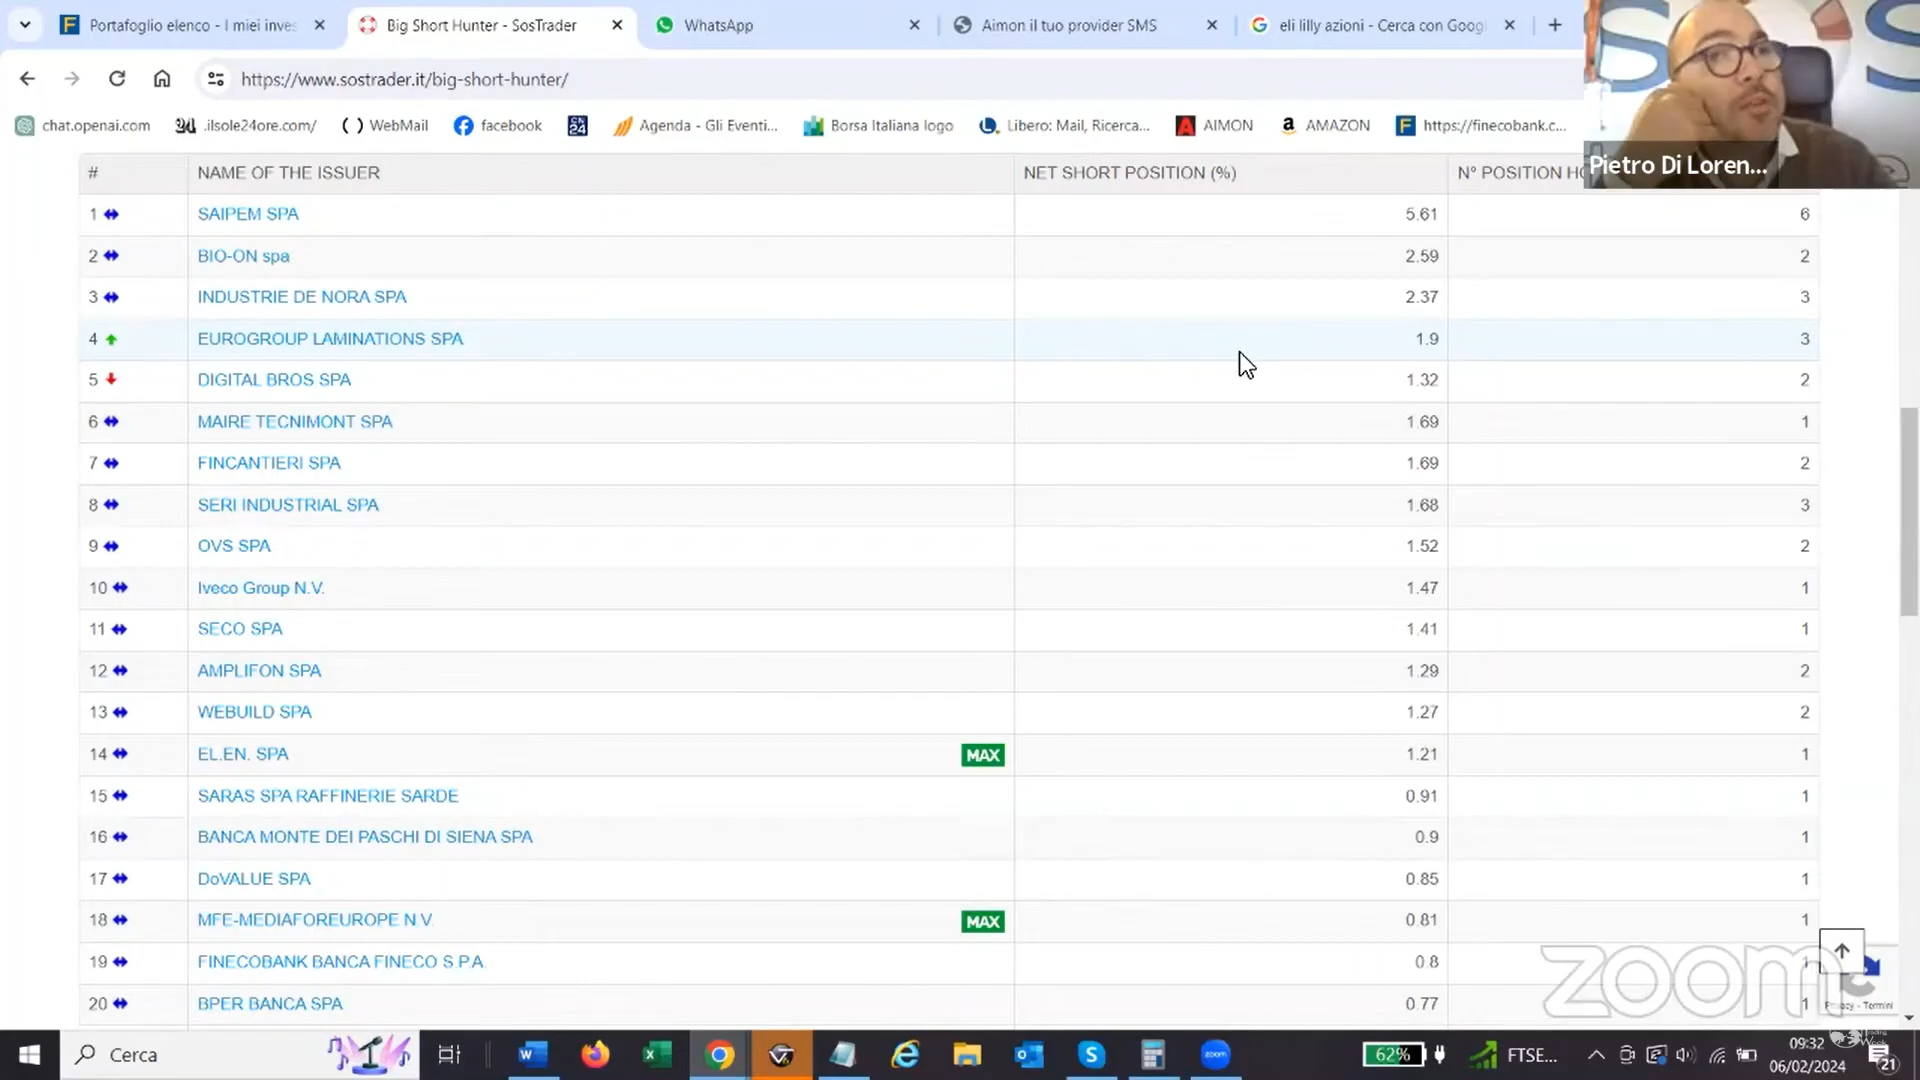 Portafoglio elenco - I miei inves
Big Short Hunter - SosTrader
WhatsApp
Aimon il tuo provider SMS
eli lilly azioni - Cerca con Goog
https://www.sostrader.it/big-short-hunter/
chat.openai.com
.ilsole24ore.com/
WebMail
facebook
CN
24
Agenda - Gli Eventi...
Borsa Italiana logo
Libero: Mail, Ricerca...
AIMON
AMAZON
https://finecobank.c...
SOS
Pietro Di Loren...
# NAME OF THE ISSUER NET SHORT POSITION (%) N° POSITION HO
1 SAIPEM SPA 5.61 6
2 BIO-ON spa 2.59 2
3 INDUSTRIE DE NORA SPA 2.37 3
4 EUROGROUP LAMINATIONS SPA 1.9 3
5 DIGITAL BROS SPA 1.32 2
6 MAIRE TECNIMONT SPA 1.69 1
7 FINCANTIERI SPA 1.69 2
8 SERI INDUSTRIAL SPA 1.68 3
9 OVS SPA 1.52 2
10 Iveco Group N.V. 1.47 1
11 SECO SPA 1.41 1
12 AMPLIFON SPA 1.29 2
13 WEBUILD SPA 1.27 2
14 EL.EN. SPA MAX 1.21 1
15 SARAS SPA RAFFINERIE SARDE 0.91 1
16 BANCA MONTE DEI PASCHI DI SIENA SPA 0.9 1
17 DoVALUE SPA 0.85 1
18 MFE-MEDIAFOREUROPE N.V. MAX 0.81 1
19 FINECOBANK BANCA FINECO S.P.A. 0.8 1
20 BPER BANCA SPA 0.77 1
zoom
Privacy - Termini
Cerca
zoom
62%
FTSE...
09:32
06/02/2024
21